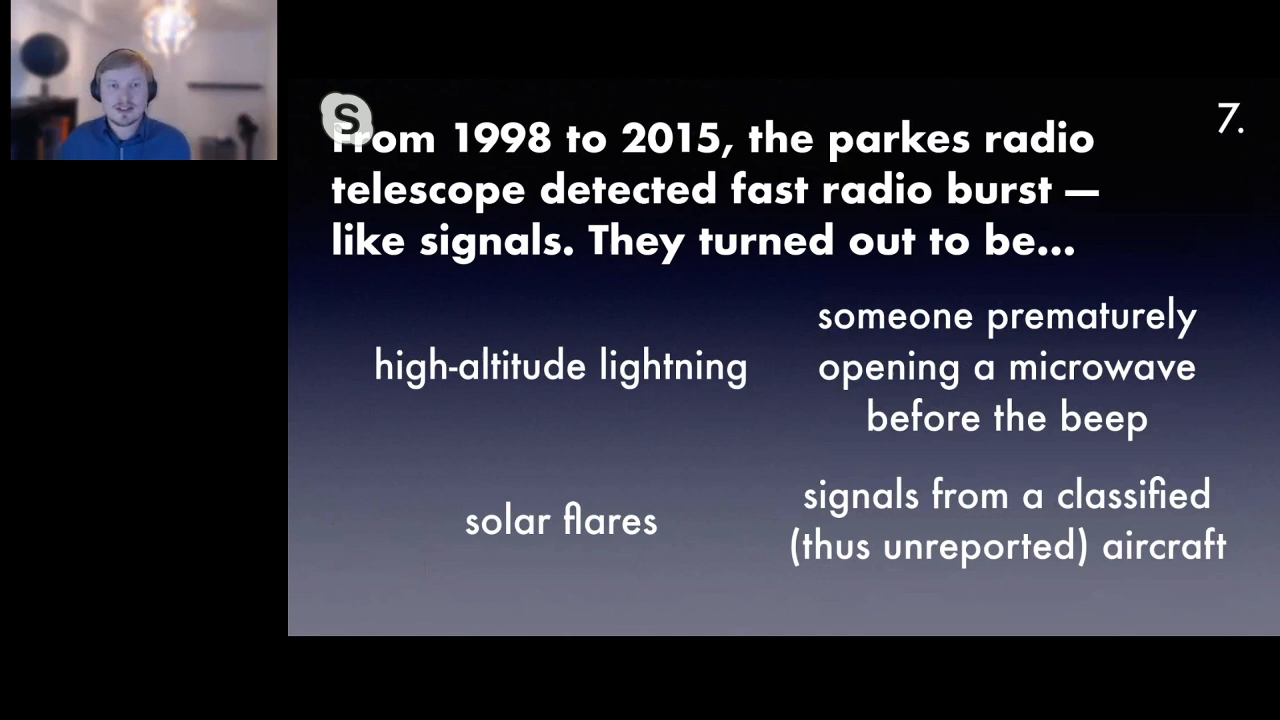 7.
From 1998 to 2015, the parkes radio
telescope detected fast radio burst —
like signals. They turned out to be...
high-altitude lightning
someone prematurely
opening a microwave
before the beep
solar flares
signals from a classified
(thus unreported) aircraft